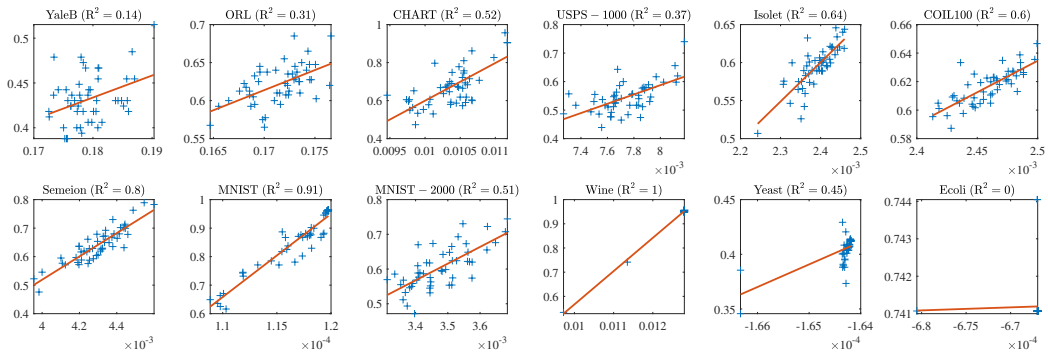 YaleB (R² = 0.14)
0.5
0.45
0.4
0.17 0.18 0.19
ORL (R² = 0.31)
0.67
0.63
0.6
0.57
0.165 0.17 0.175
CHART (R² = 0.52)
1
0.8
0.6
0.4
0.0095 0.01 0.0105 0.011
USPS − 1000 (R² = 0.37)
0.8
0.7
0.6
0.5
0.4
7.4 7.6 7.8 8
×10⁻³
Isolet (R² = 0.64)
0.65
0.6
0.55
0.5
2.2 2.3 2.4 2.5
×10⁻³
COIL100 (R² = 0.6)
0.66
0.64
0.62
0.6
0.58
2.4 2.45 2.5
×10⁻³
Semeion (R² = 0.8)
0.8
0.7
0.6
0.5
0.4
4 4.2 4.4
×10⁻³
MNIST (R² = 0.91)
1
0.9
0.8
0.7
0.6
1.1 1.15 1.2
×10⁻⁴
MNIST − 2000 (R² = 0.51)
0.8
0.7
0.6
0.5
3.4 3.5 3.6
×10⁻³
Wine (R² = 1)
0.9
0.8
0.7
0.6
0.01 0.011 0.012
Yeast (R² = 0.45)
0.45
0.4
0.35
-1.66 -1.65 -1.64
×10⁻⁴
Ecoli (R² = 0)
0.744
0.743
0.742
0.741
-6.8 -6.75 -6.7
×10⁻⁴